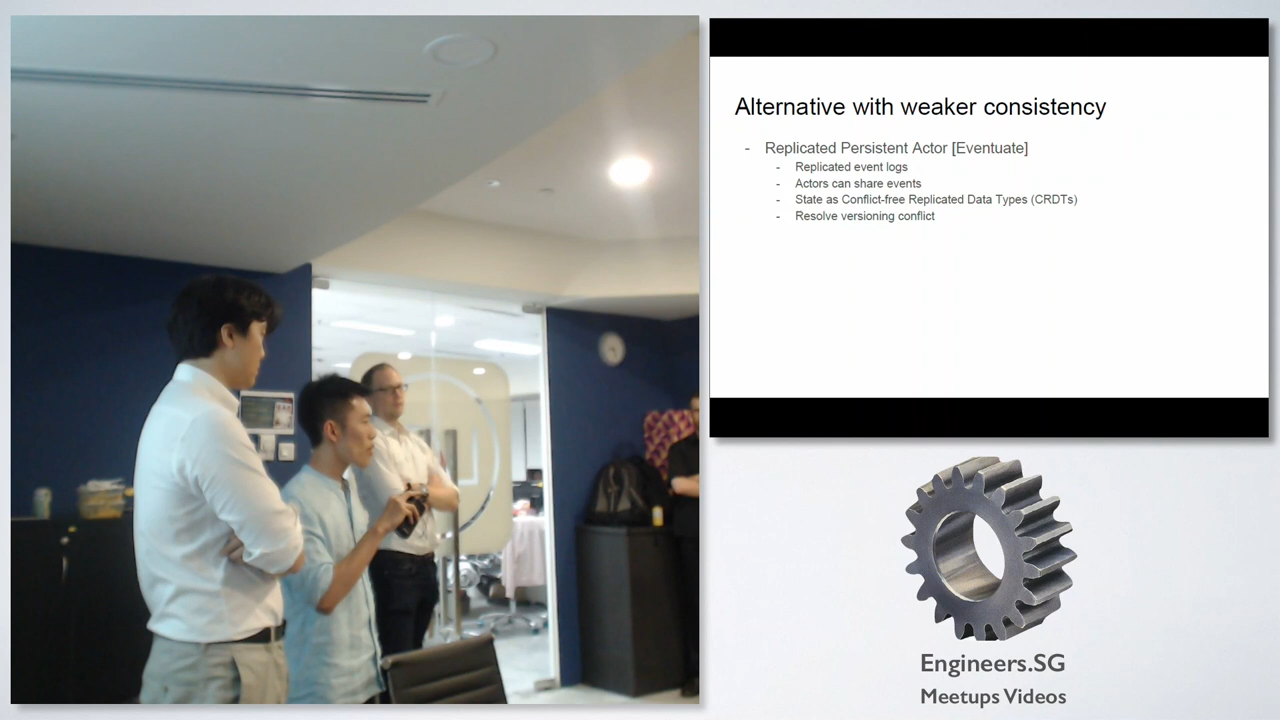 Alternative with weaker consistency
- Replicated Persistent Actor [Eventuate]
- Replicated event logs
- Actors can share events
- State as Conflict-free Replicated Data Types (CRDTs)
- Resolve versioning conflict
Engineers.SG
Meetups Videos